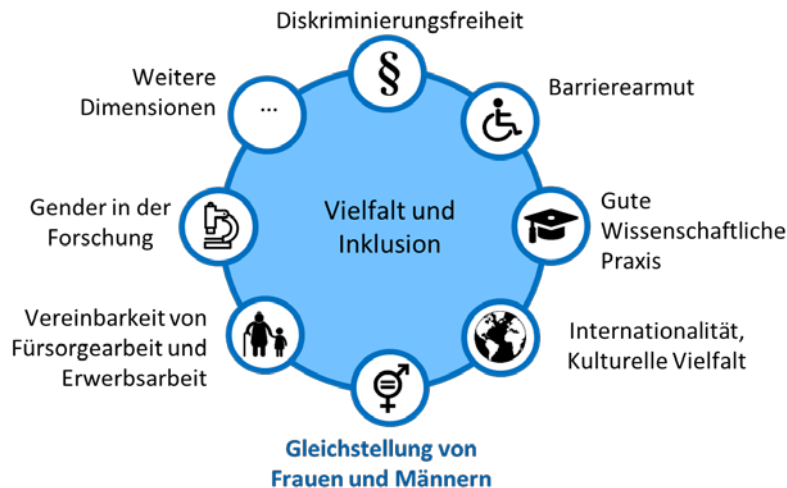 Diskriminierungsfreiheit
§
Barrierearmut
Gute
Wissenschaftliche
Praxis
Internationalität,
Kulturelle Vielfalt
Gleichstellung von
Frauen und Männern
Vereinbarkeit von
Fürsorgearbeit und
Erwerbsarbeit
Gender in der
Forschung
Weitere
Dimensionen
...
Vielfalt und
Inklusion